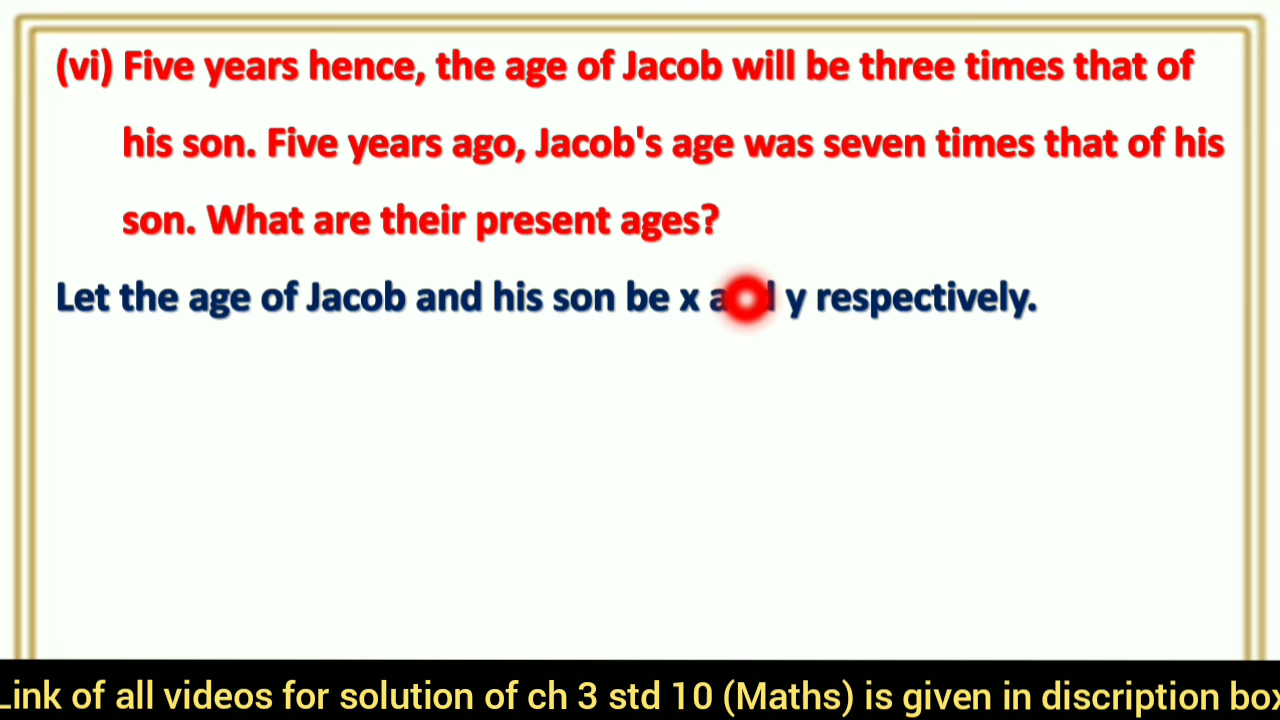 (vi) Five years hence, the age of Jacob will be three times that of
his son. Five years ago, Jacob's age was seven times that of his
son. What are their present ages?
Let the age of Jacob and his son be x y respectively.
Link of all videos for solution of ch 3 std 10 (Maths) is given in discription box